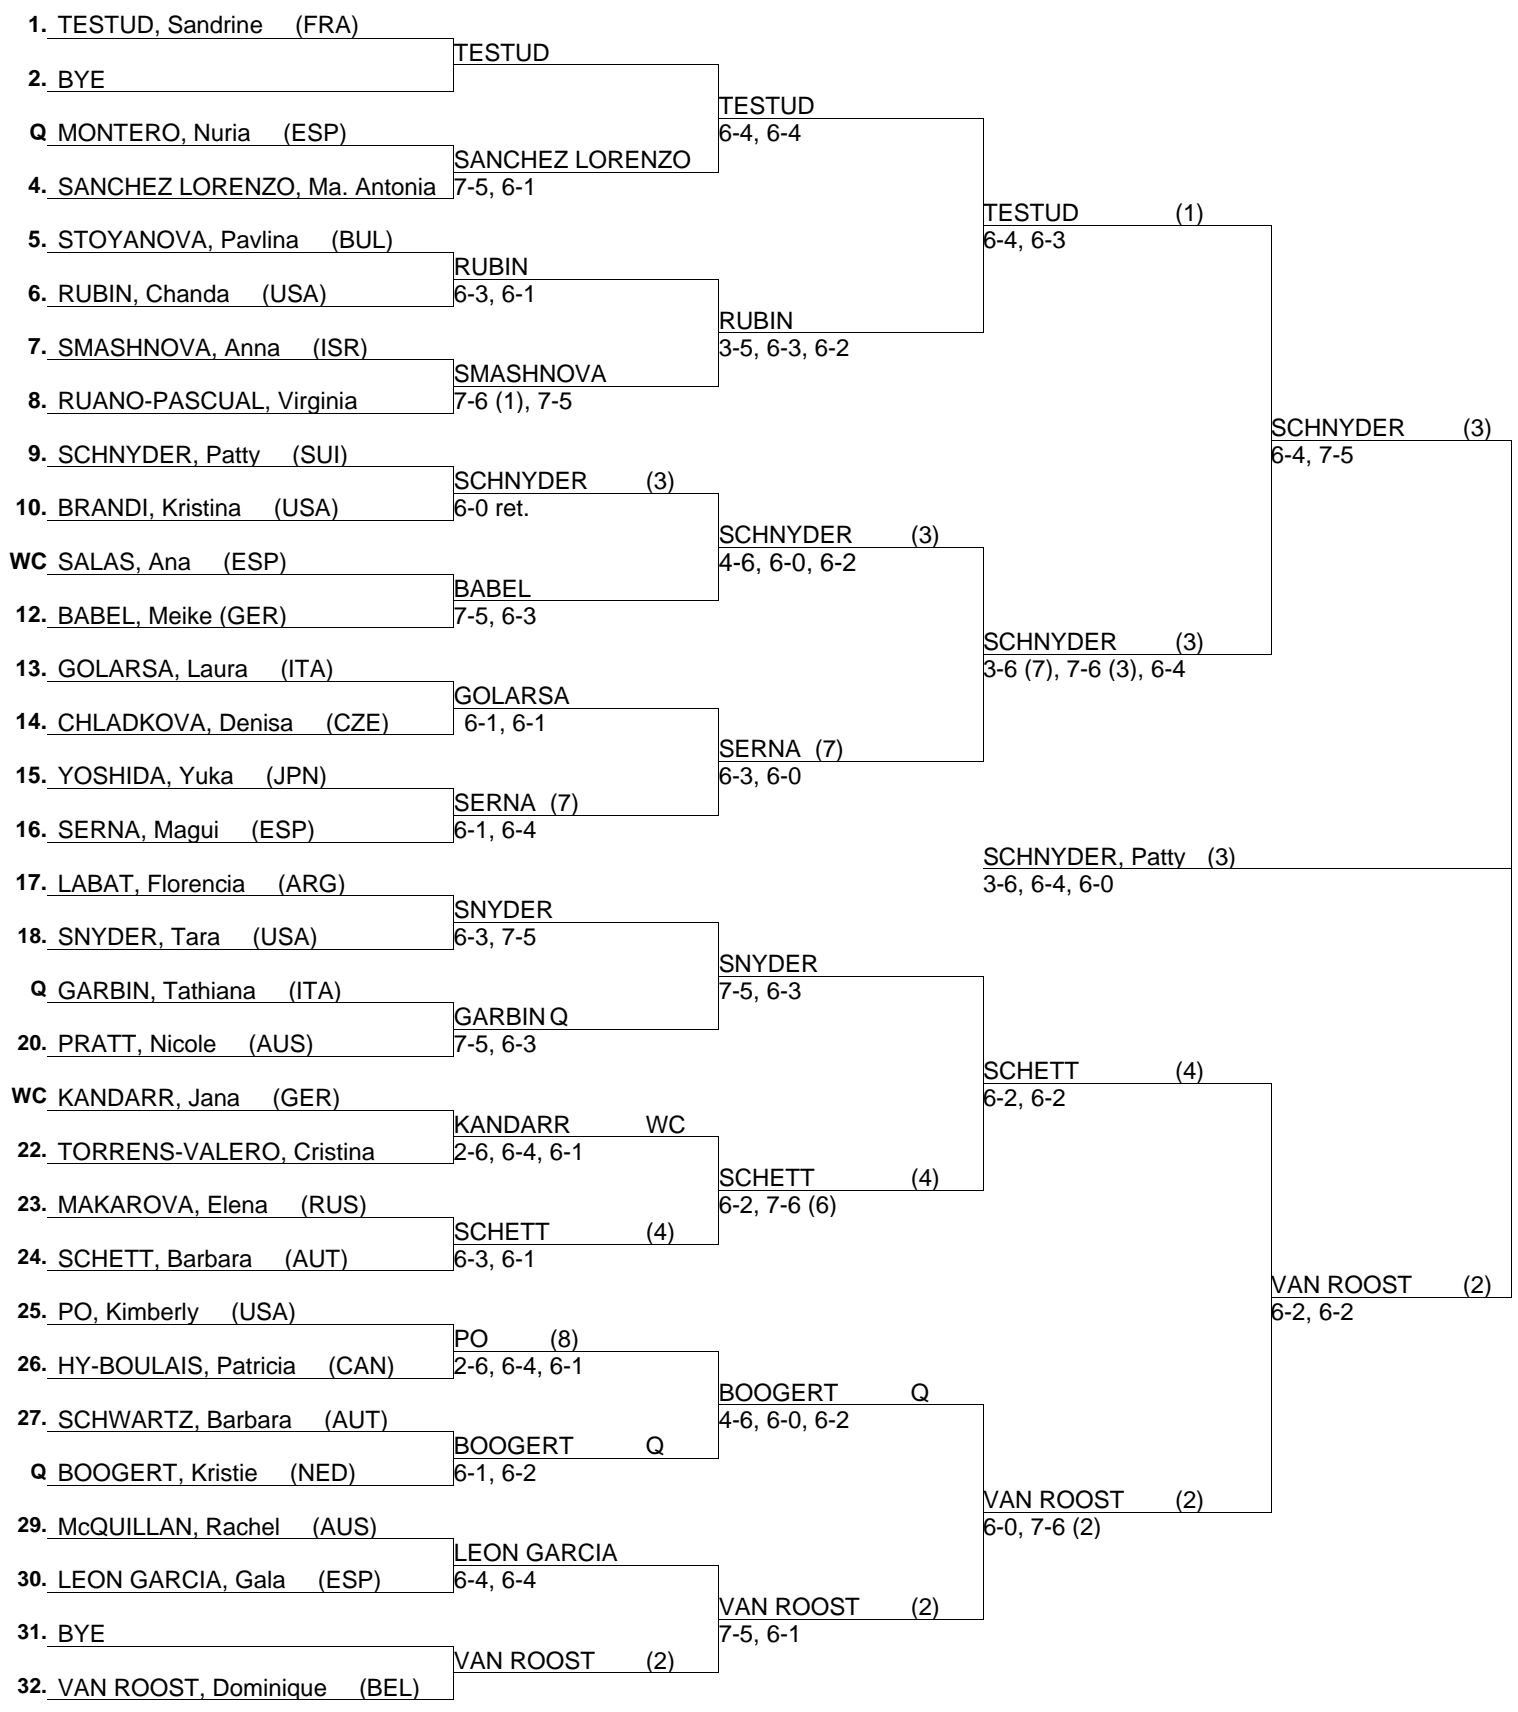 1. TESTUD, Sandrine (FRA)
TESTUD
2. BYE
TESTUD
Q MONTERO, Nuria (ESP)
6-4, 6-4
SANCHEZ LORENZO
4. SANCHEZ LORENZO, Ma. Antonia
7-5, 6-1
TESTUD (1)
5. STOYANOVA, Pavlina (BUL)
6-4, 6-3
RUBIN
6. RUBIN, Chanda (USA)
6-3, 6-1
RUBIN
7. SMASHNOVA, Anna (ISR)
3-5, 6-3, 6-2
SMASHNOVA
8. RUANO-PASCUAL, Virginia
7-6 (1), 7-5
SCHNYDER (3)
9. SCHNYDER, Patty (SUI)
6-4, 7-5
SCHNYDER (3)
10. BRANDI, Kristina (USA)
6-0 ret.
SCHNYDER (3)
WC SALAS, Ana (ESP)
4-6, 6-0, 6-2
BABEL
12. BABEL, Meike (GER)
7-5, 6-3
SCHNYDER (3)
13. GOLARSA, Laura (ITA)
3-6 (7), 7-6 (3), 6-4
GOLARSA
14. CHLADKOVA, Denisa (CZE)
6-1, 6-1
SERNA (7)
15. YOSHIDA, Yuka (JPN)
6-3, 6-0
SERNA (7)
16. SERNA, Magui (ESP)
6-1, 6-4
SCHNYDER, Patty (3)
17. LABAT, Florencia (ARG)
3-6, 6-4, 6-0
SNYDER
18. SNYDER, Tara (USA)
6-3, 7-5
SNYDER
Q GARBIN, Tathiana (ITA)
7-5, 6-3
GARBIN Q
20. PRATT, Nicole (AUS)
7-5, 6-3
SCHETT (4)
WC KANDARR, Jana (GER)
6-2, 6-2
KANDARR WC
22. TORRENS-VALERO, Cristina
2-6, 6-4, 6-1
SCHETT (4)
23. MAKAROVA, Elena (RUS)
6-2, 7-6 (6)
SCHETT (4)
24. SCHETT, Barbara (AUT)
6-3, 6-1
VAN ROOST (2)
25. PO, Kimberly (USA)
6-2, 6-2
PO (8)
26. HY-BOULAIS, Patricia (CAN)
2-6, 6-4, 6-1
BOOGERT Q
27. SCHWARTZ, Barbara (AUT)
4-6, 6-0, 6-2
BOOGERT Q
Q BOOGERT, Kristie (NED)
6-1, 6-2
VAN ROOST (2)
29. McQUILLAN, Rachel (AUS)
6-0, 7-6 (2)
LEON GARCIA
30. LEON GARCIA, Gala (ESP)
6-4, 6-4
VAN ROOST (2)
31. BYE
7-5, 6-1
VAN ROOST (2)
32. VAN ROOST, Dominique (BEL)